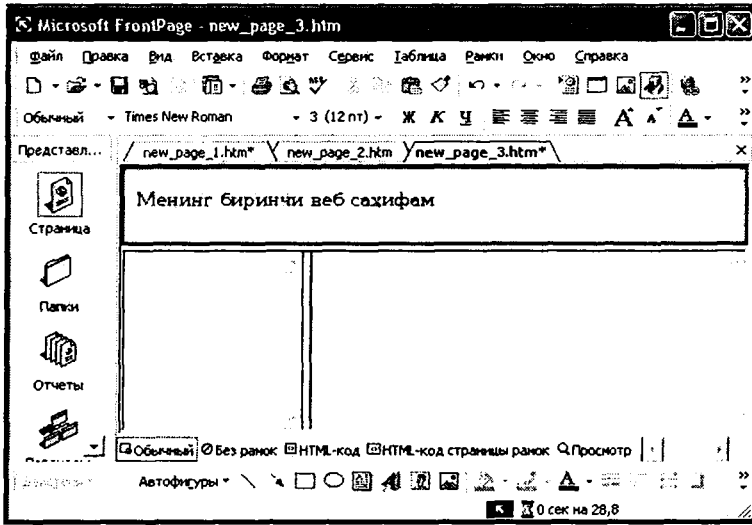 Microsoft FrontPage - new_page_3.htm
Файл Правка Вид Вставка Формат Сервис Таблица Рамки Окно Справка
Обычный Times New Roman 3 (12 пт) Ж К Ч
Представл... new_page_1.htm* new_page_2.htm new_page_3.htm*
Менинг биринчи веб сахифам
Страница
Папки
Отчеты
Обычный Без рамок HTML-код HTML-код страницы рамок Просмотр
Автофигуры
0 сек на 28,8